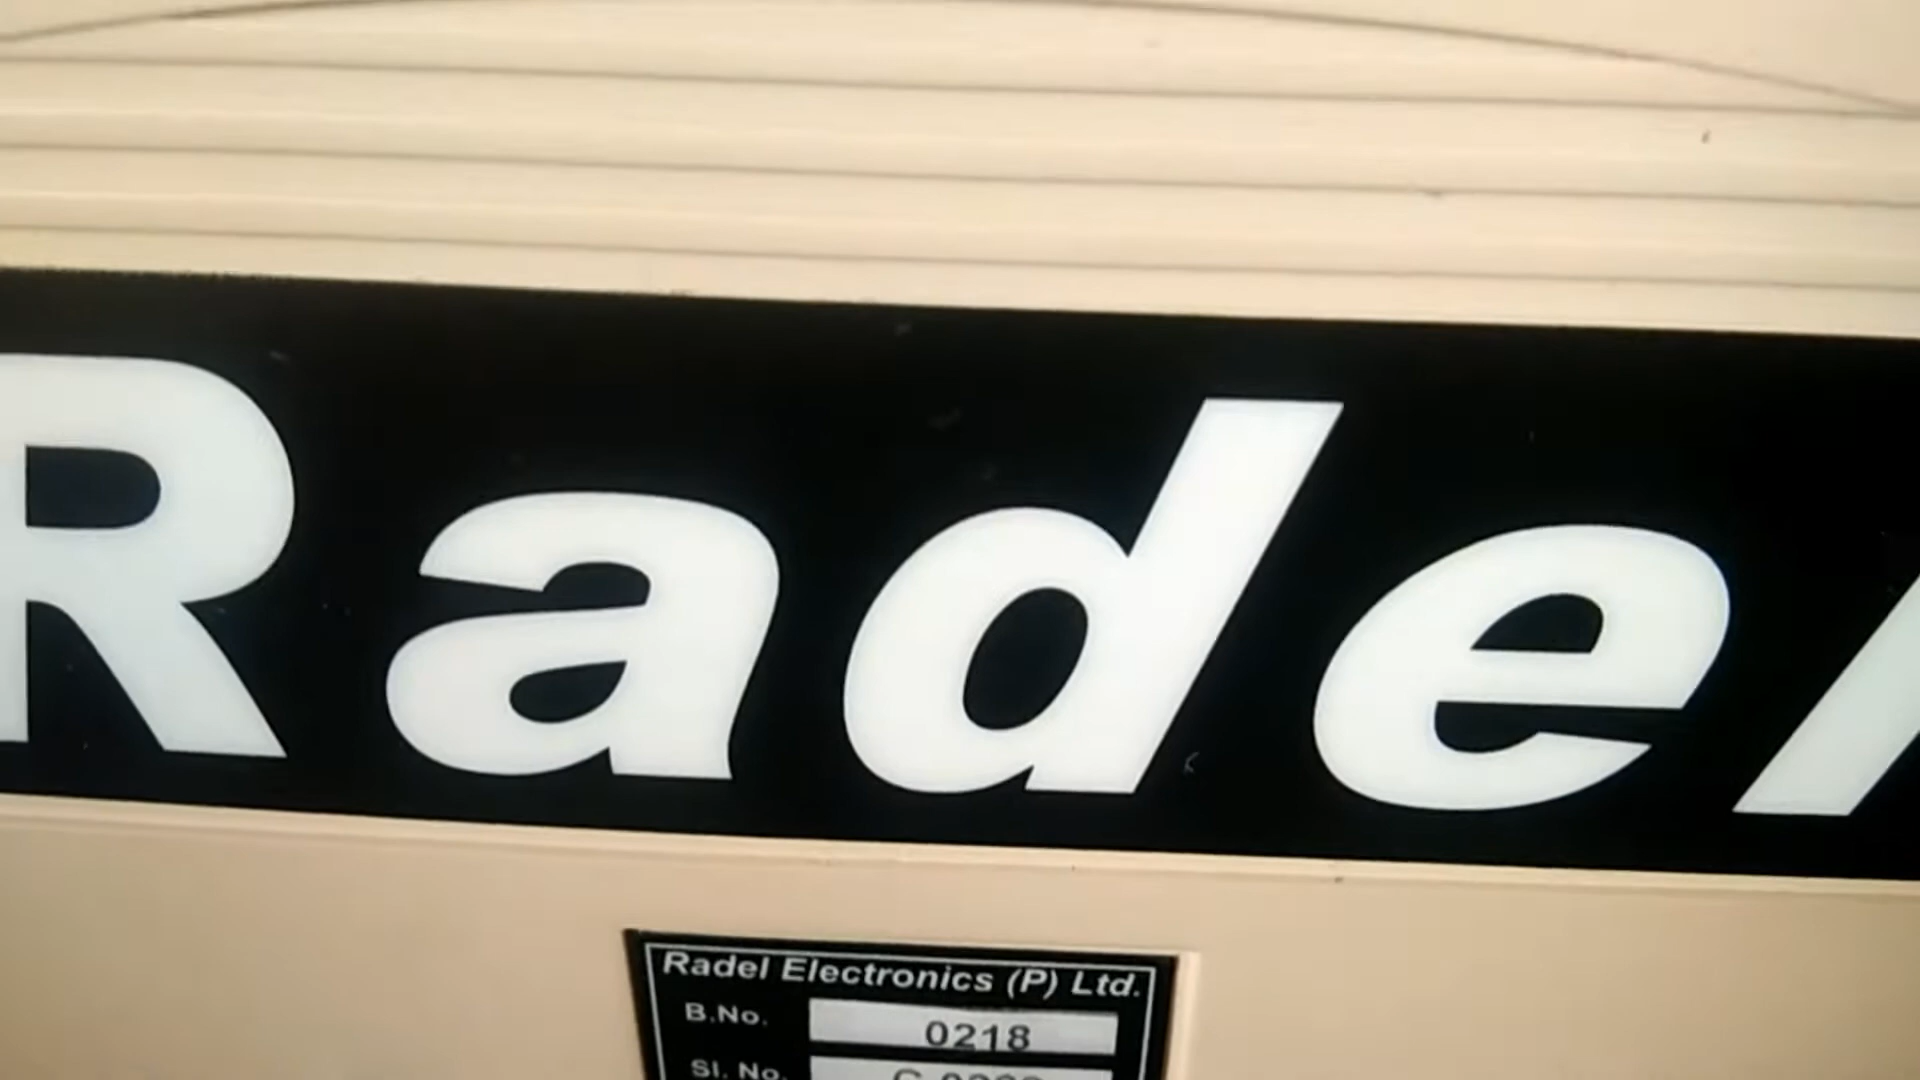 Radel
Radel Electronics (P) Ltd.
B.No. 0218
Sl. No.